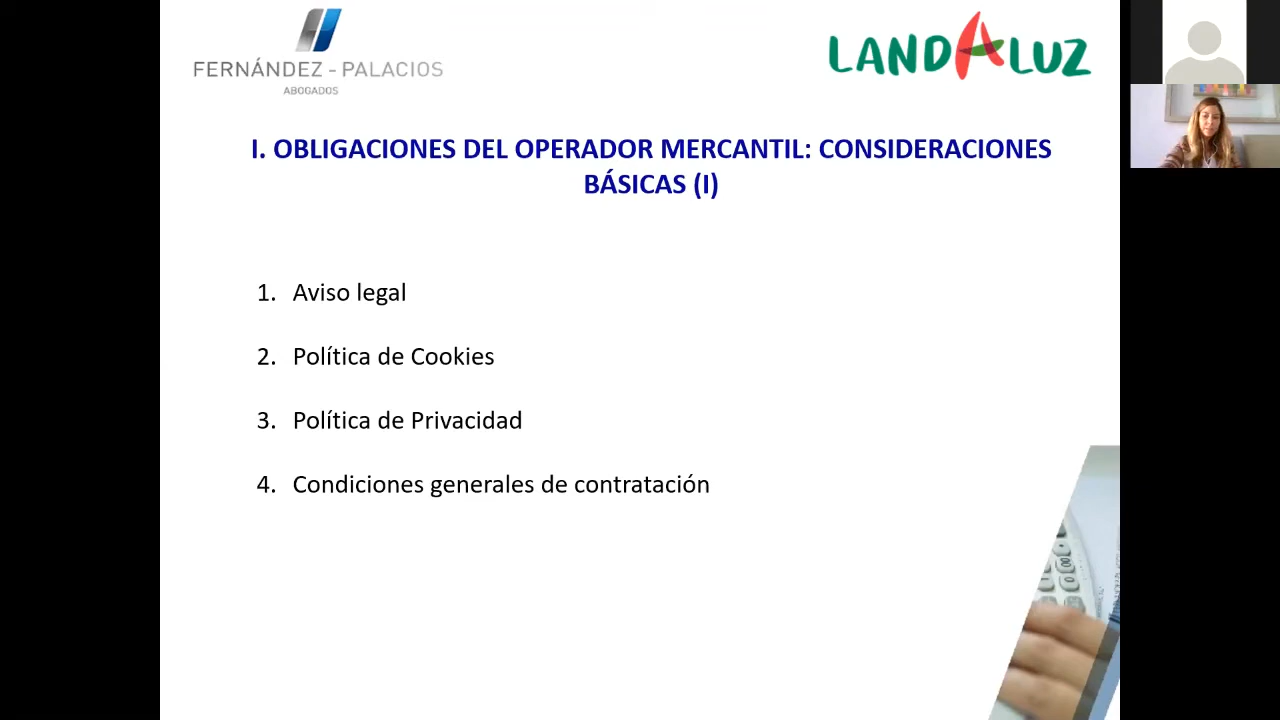 FERNÁNDEZ - PALACIOS
ABOGADOS
LANDALUZ
I. OBLIGACIONES DEL OPERADOR MERCANTIL: CONSIDERACIONES
BÁSICAS (I)
1. Aviso legal
2. Política de Cookies
3. Política de Privacidad
4. Condiciones generales de contratación